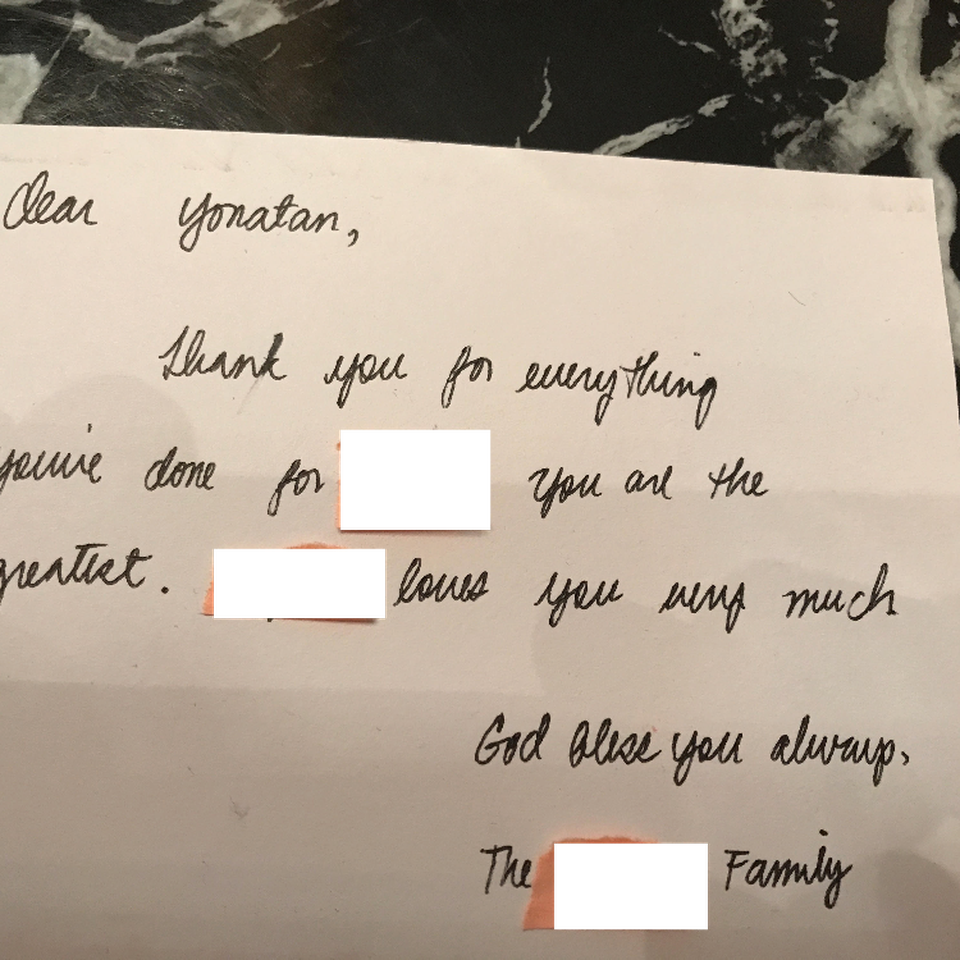 Dear Yonatan,
Thank you for everything
you've done for You are the
greatest. loves you very much
God Bless you always,
The Family